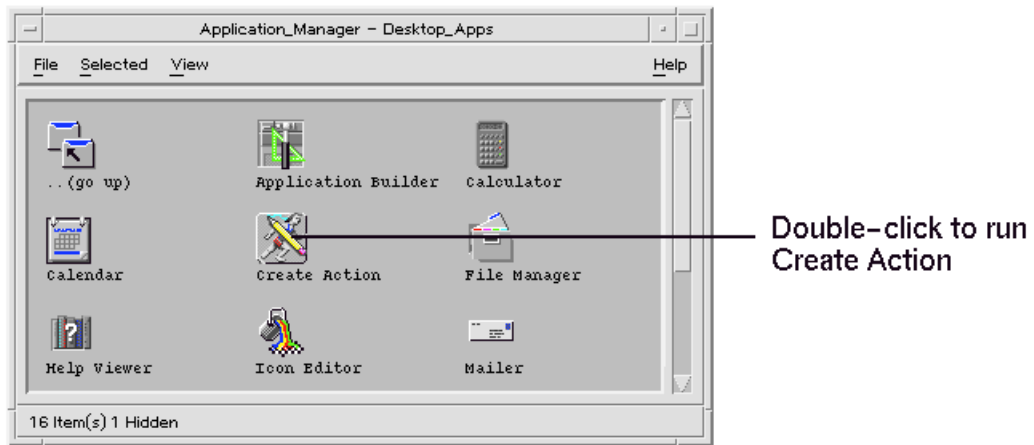 Application_Manager – Desktop_Apps
File Selected View Help
..(go up) Application Builder Calculator
Calendar Create Action File Manager
Help Viewer Icon Editor Mailer
16 Item(s) 1 Hidden
Double–click to run
Create Action